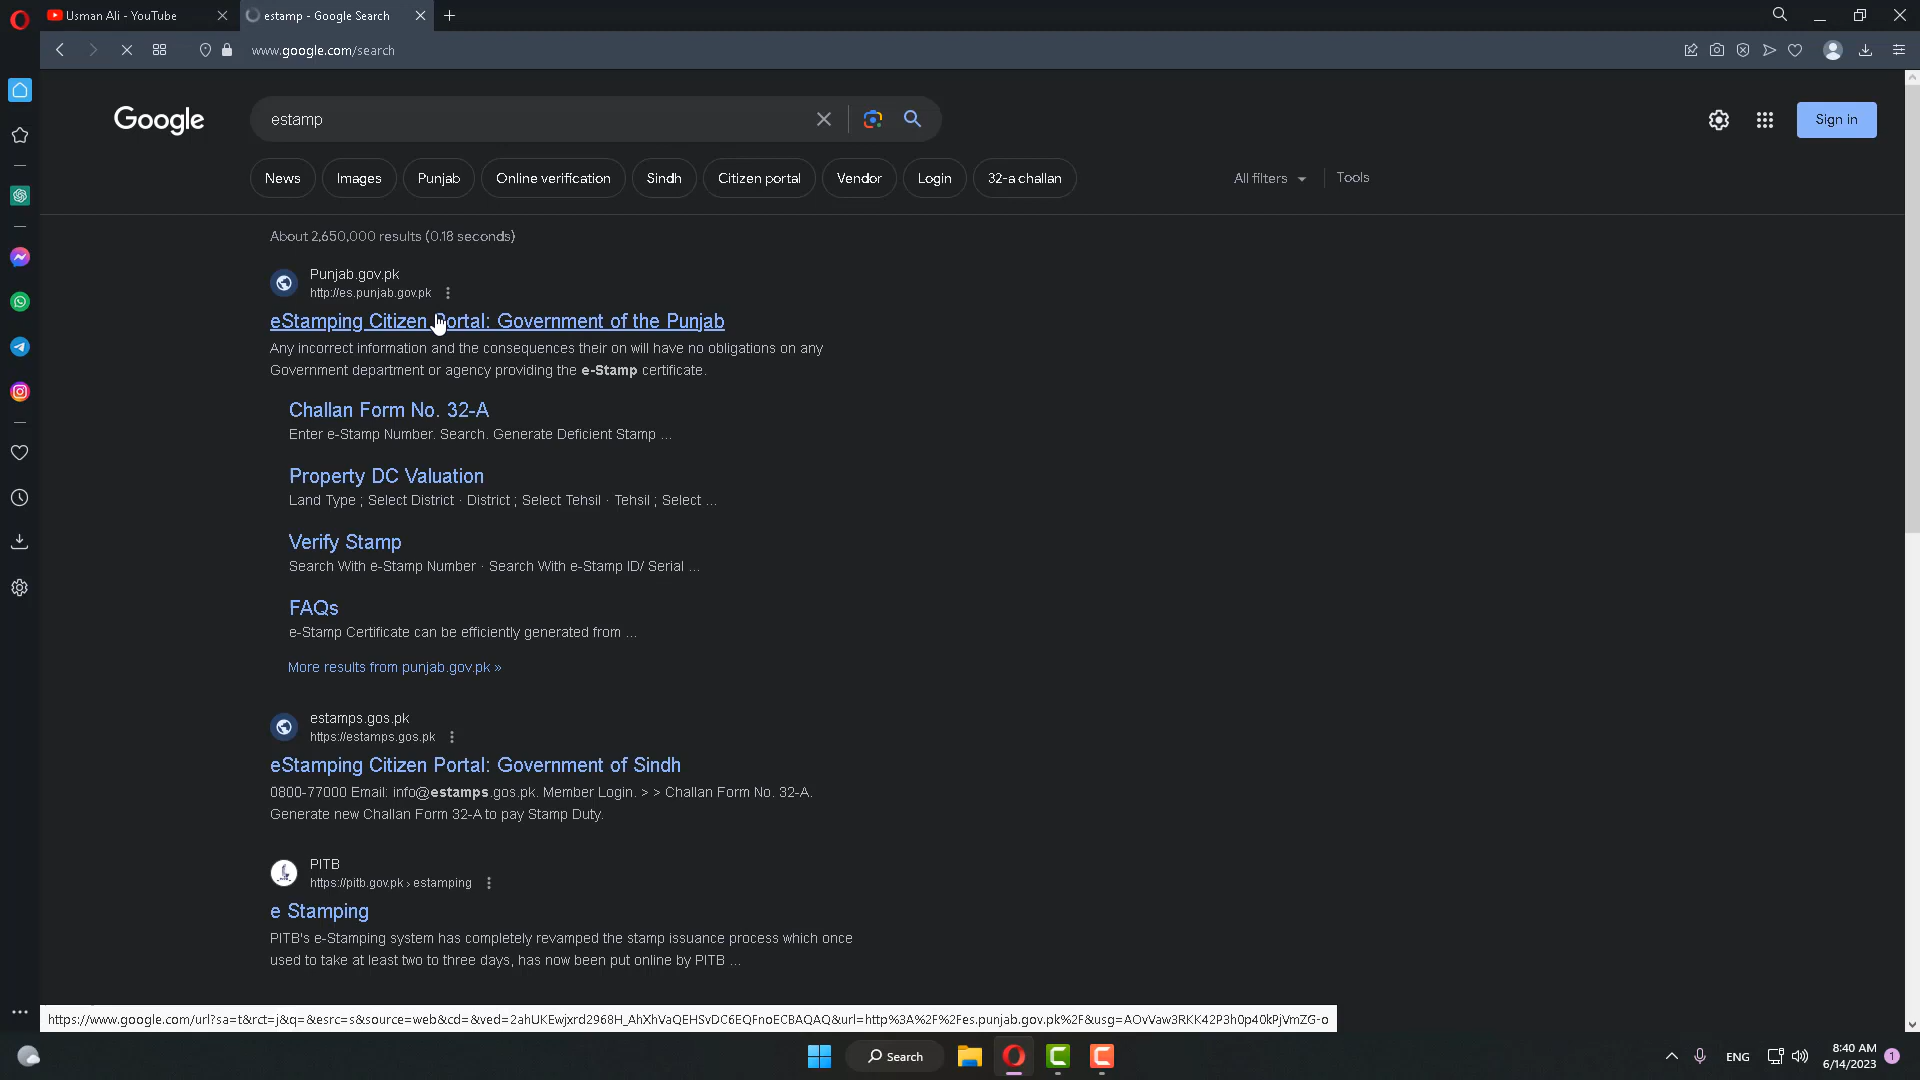 Usman Ali - YouTube
estamp - Google Search
www.google.com/search
Google
estamp
Sign in
News
Images
Punjab
Online verification
Sindh
Citizen portal
Vendor
Login
32-a challan
All filters
Tools
About 2,650,000 results (0.18 seconds)
Punjab.gov.pk
http://es.punjab.gov.pk
eStamping Citizen Portal: Government of the Punjab
Any incorrect information and the consequences their on will have no obligations on any
Government department or agency providing the e-Stamp certificate.
Challan Form No. 32-A
Enter e-Stamp Number. Search. Generate Deficient Stamp ...
Property DC Valuation
Land Type ; Select District · District ; Select Tehsil · Tehsil ; Select ...
Verify Stamp
Search With e-Stamp Number · Search With e-Stamp ID/ Serial ...
FAQs
e-Stamp Certificate can be efficiently generated from ...
More results from punjab.gov.pk »
estamps.gos.pk
https://estamps.gos.pk
eStamping Citizen Portal: Government of Sindh
0800-77000 Email: info@estamps.gos.pk. Member Login. > > Challan Form No. 32-A.
Generate new Challan Form 32-A to pay Stamp Duty.
PITB
https://pitb.gov.pk › estamping
e Stamping
PITB's e-Stamping system has completely revamped the stamp issuance process which once
used to take at least two to three days, has now been put online by PITB ...
https://www.google.com/url?sa=t&rct=j&q=&esrc=s&source=web&cd=&ved=2ahUKEwjxrd2968H_AhXhVaQEHSvDC6EQFnoECBAQAQ&url=http%3A%2F%2Fes.punjab.gov.pk%2F&usg=AOvVaw3RKK42P3h0p40kPjVmZG-o
Search
ENG
8:40 AM
6/14/2023
1